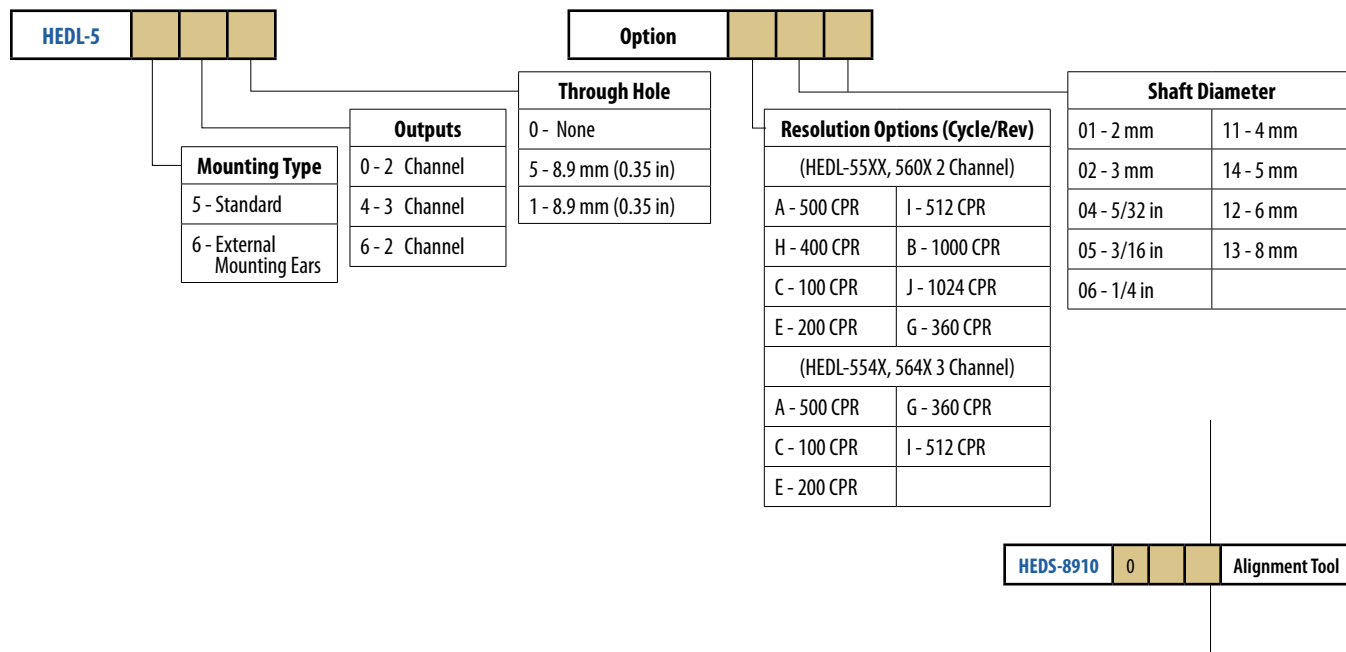 HEDL-5
Option
Mounting Type
5 - Standard
6 - External
Mounting Ears
Outputs
0 - 2 Channel
4 - 3 Channel
6 - 2 Channel
Through Hole
0 - None
5 - 8.9 mm (0.35 in)
1 - 8.9 mm (0.35 in)
Resolution Options (Cycle/Rev)
(HEDL-55XX, 560X 2 Channel)
A - 500 CPR I - 512 CPR
H - 400 CPR B - 1000 CPR
C - 100 CPR J - 1024 CPR
E - 200 CPR G - 360 CPR
(HEDL-554X, 564X 3 Channel)
A - 500 CPR G - 360 CPR
C - 100 CPR I - 512 CPR
E - 200 CPR
Shaft Diameter
01 - 2 mm 11 - 4 mm
02 - 3 mm 14 - 5 mm
04 - 5/32 in 12 - 6 mm
05 - 3/16 in 13 - 8 mm
06 - 1/4 in
HEDS-8910 0 Alignment Tool